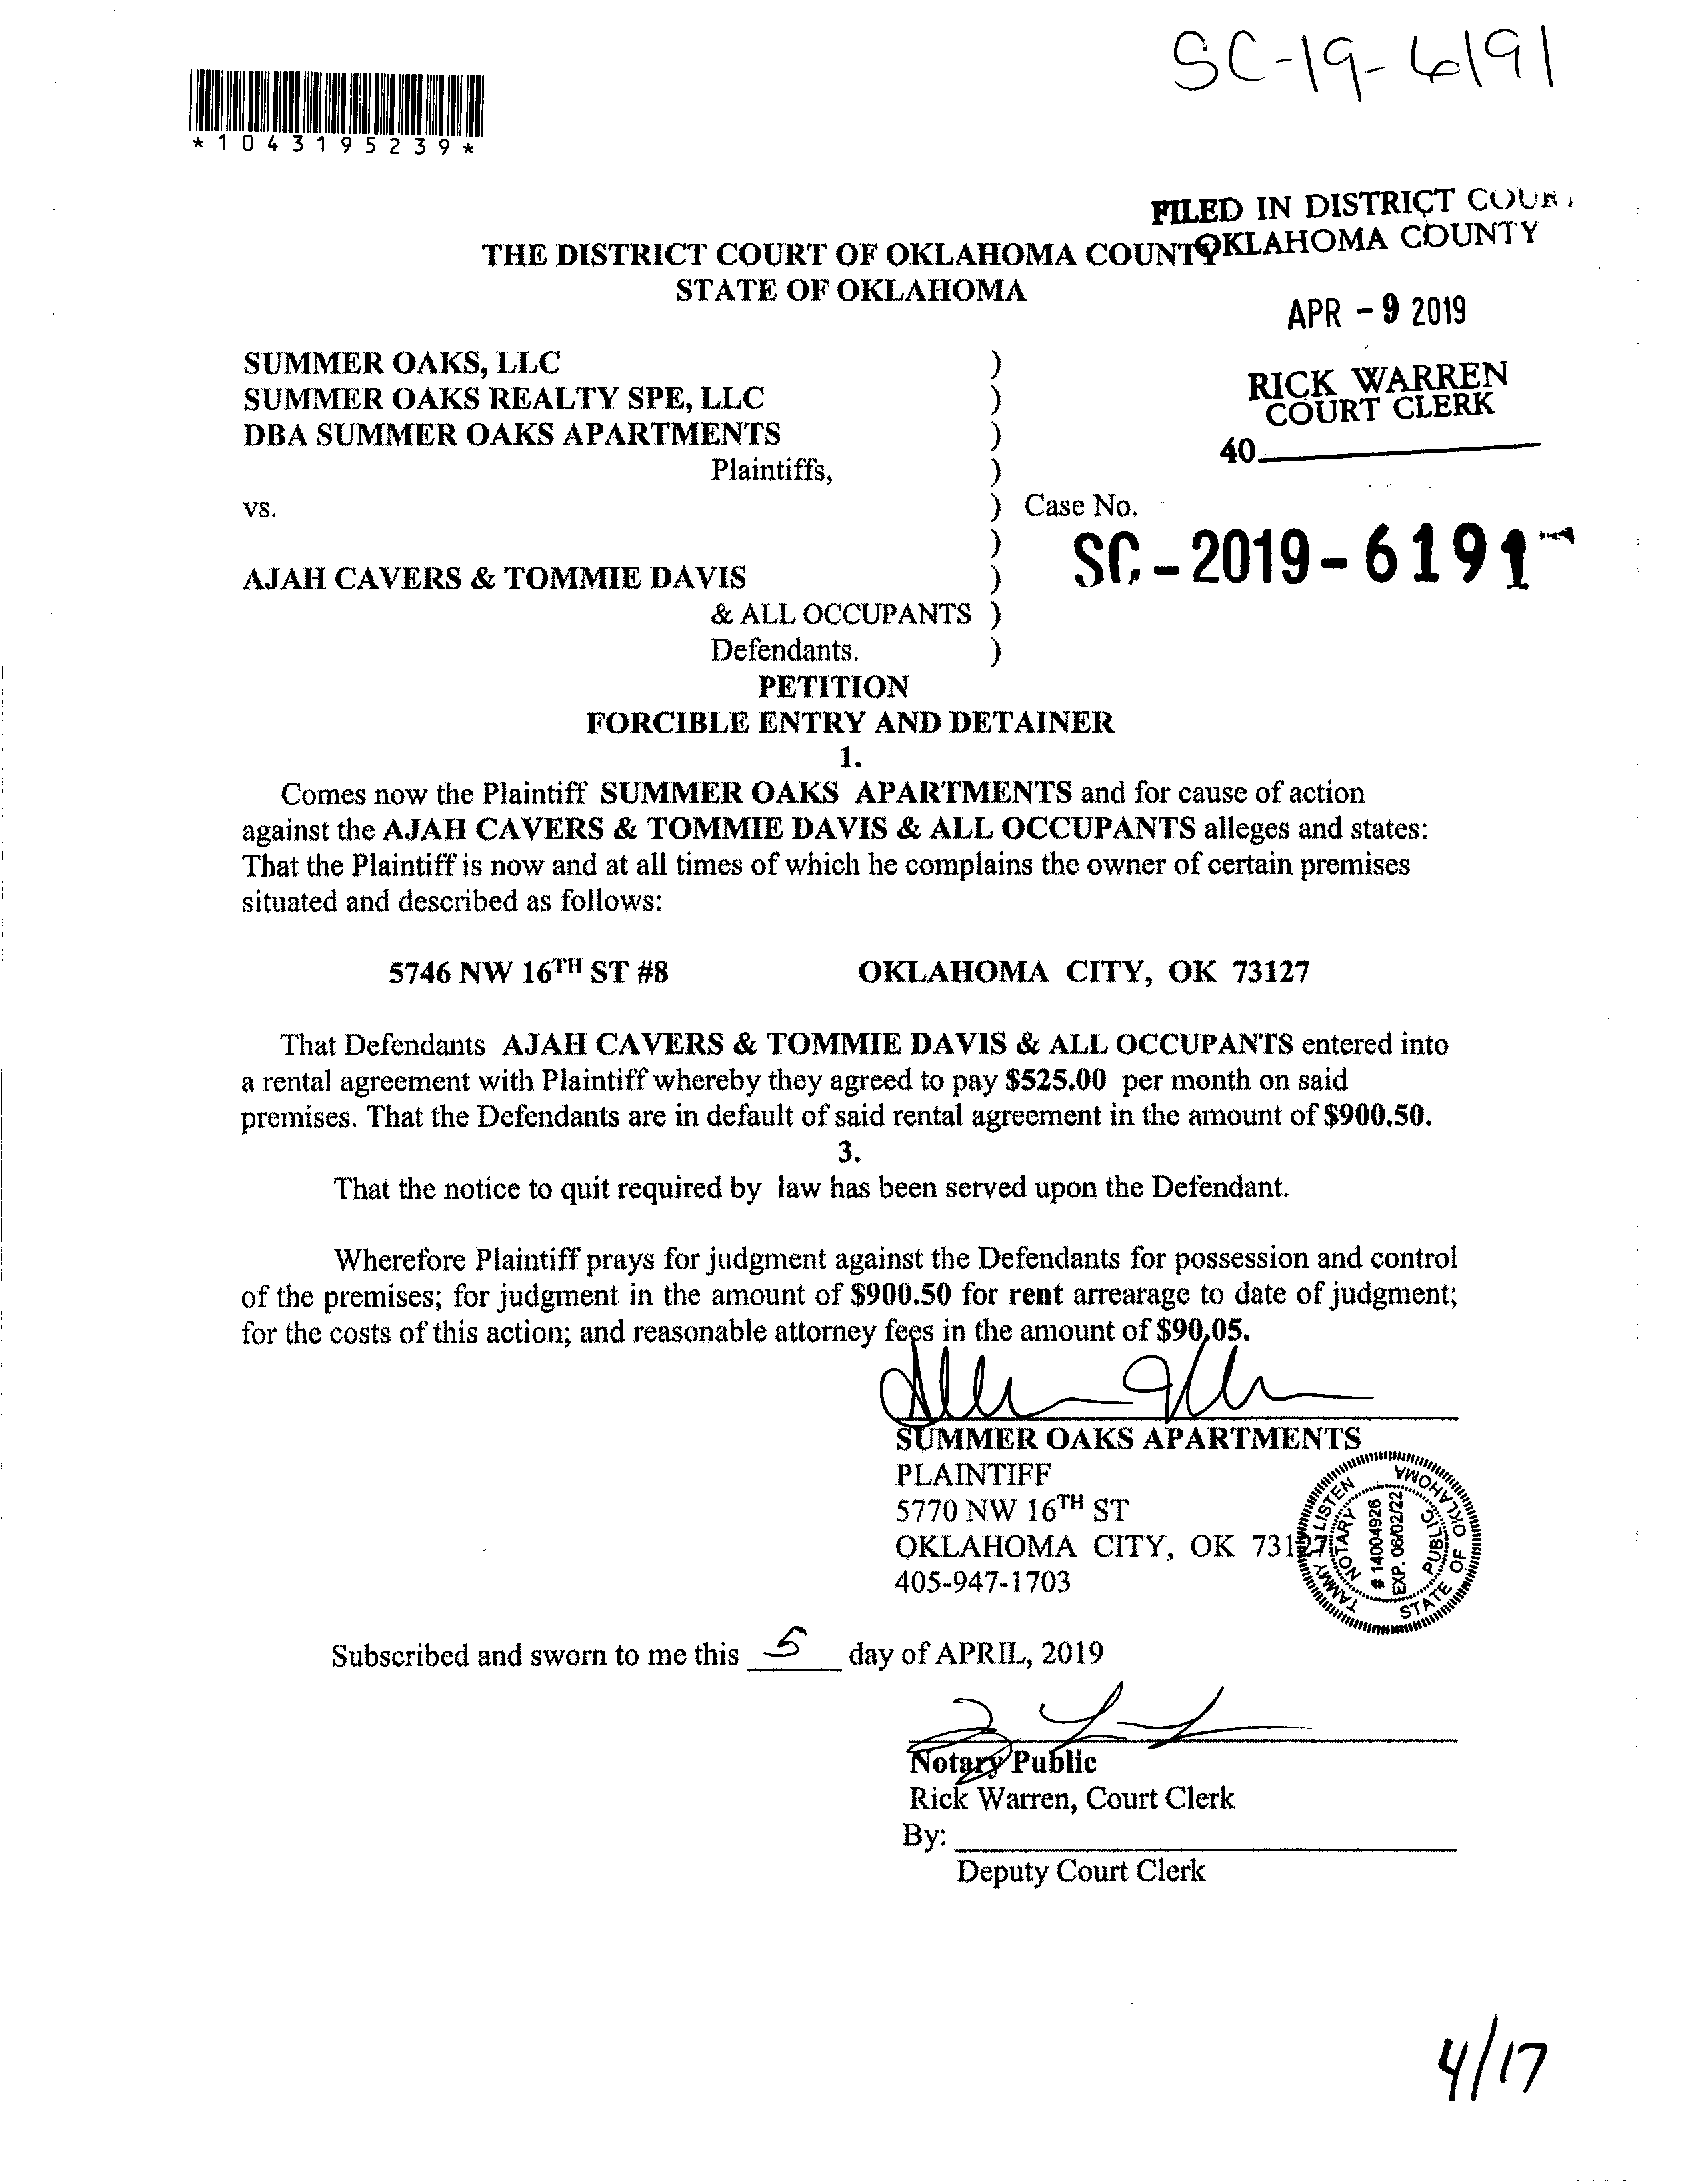 SC-19-6191
*1043195239*
FILED IN DISTRICT COUR
OKLAHOMA COUNTY
THE DISTRICT COURT OF OKLAHOMA COUNTY
STATE OF OKLAHOMA
APR - 9 2019
SUMMER OAKS, LLC )
SUMMER OAKS REALTY SPE, LLC )
DBA SUMMER OAKS APARTMENTS )
Plaintiffs, )
RICK WARREN
COURT CLERK
40
vs. ) Case No.
)
SC-2019-6191
AJAH CAVERS & TOMMIE DAVIS )
& ALL OCCUPANTS )
Defendants. )
PETITION
FORCIBLE ENTRY AND DETAINER
1.
Comes now the Plaintiff SUMMER OAKS APARTMENTS and for cause of action
against the AJAH CAVERS & TOMMIE DAVIS & ALL OCCUPANTS alleges and states:
That the Plaintiff is now and at all times of which he complains the owner of certain premises
situated and described as follows:
5746 NW 16TH ST #8 OKLAHOMA CITY, OK 73127
That Defendants AJAH CAVERS & TOMMIE DAVIS & ALL OCCUPANTS entered into
a rental agreement with Plaintiff whereby they agreed to pay $525.00 per month on said
premises. That the Defendants are in default of said rental agreement in the amount of $900.50.
3.
That the notice to quit required by law has been served upon the Defendant.
Wherefore Plaintiff prays for judgment against the Defendants for possession and control
of the premises; for judgment in the amount of $900.50 for rent arrearage to date of judgment;
for the costs of this action; and reasonable attorney fees in the amount of $90.05.
SUMMER OAKS APARTMENTS
PLAINTIFF
5770 NW 16TH ST
OKLAHOMA CITY, OK 73127
405-947-1703
TAMMY LISTEN
NOTARY PUBLIC
# 14004926
EXP. 06/02/22
STATE OF OKLAHOMA
Subscribed and sworn to me this 5 day of APRIL, 2019
Notary Public
Rick Warren, Court Clerk
By:
Deputy Court Clerk
4/17